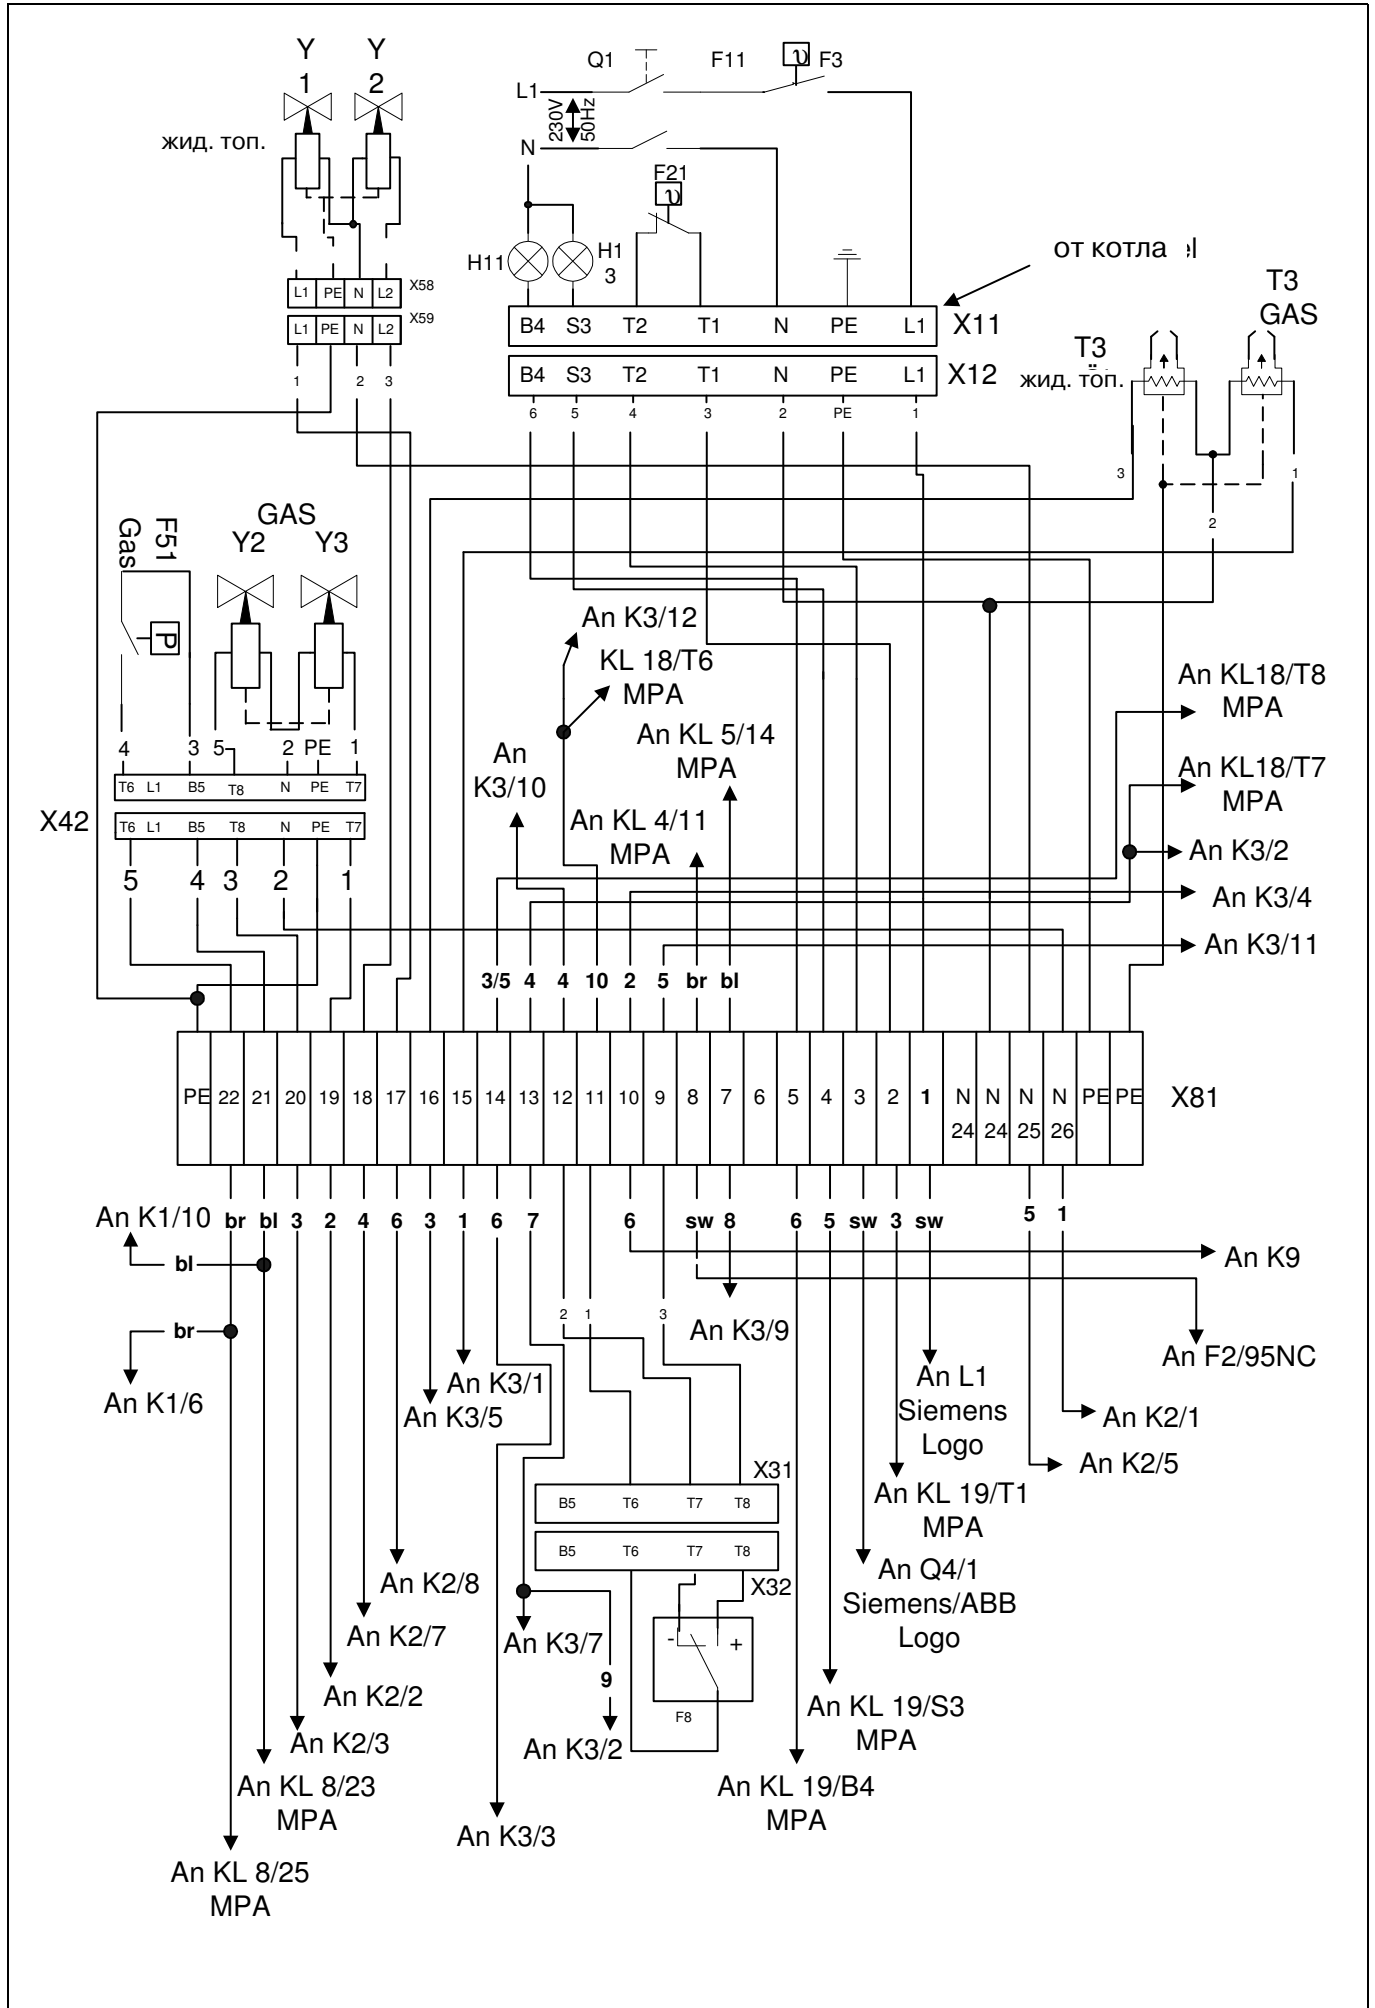 Y Y
1 2
жид. топ.
Q1 F11 υ F3
L1
230V
50Hz
N
F21
υ
H11
H1
3
от котла el
L1 PE N L2 X58
L1 PE N L2 X59
1 2 3
B4 S3 T2 T1 N PE L1 X11
B4 S3 T2 T1 N PE L1 X12
6 5 4 3 2 PE 1
T3
GAS
T3
жид. топ.
3 2 1
F51
Gas
P
GAS
Y2 Y3
4 3 5 2 PE 1
T6 L1 B5 T8 N PE T7
X42
T6 L1 B5 T8 N PE T7
5 4 3 2 1
An K3/12
KL 18/T6
MPA
An KL 5/14
MPA
An
K3/10
An KL 4/11
MPA
An KL18/T8
MPA
An KL18/T7
MPA
An K3/2
An K3/4
An K3/11
3/5 4 4 10 2 5 br bl
PE 22 21 20 19 18 17 16 15 14 13 12 11 10 9 8 7 6 5 4 3 2 1 N N N N PE PE
24 24 25 26
X81
An K1/10 br bl 3 2 4 6 3 1 6 7 6 sw 8 6 5 sw 3 sw 5 1
bl
br
An K1/6
2 1 3
An K9
An K3/9
An F2/95NC
An K3/1
An K3/5
An L1
Siemens
Logo
An K2/1
An K2/5
X31
B5 T6 T7 T8
B5 T6 T7 T8
X32
An KL 19/T1
MPA
An K2/8
An Q4/1
Siemens/ABB
Logo
An K2/7
An K3/7
- +
9
F8
An K2/2
An KL 19/S3
MPA
An K2/3
An K3/2
An KL 8/23
MPA
An KL 19/B4
MPA
An K3/3
An KL 8/25
MPA